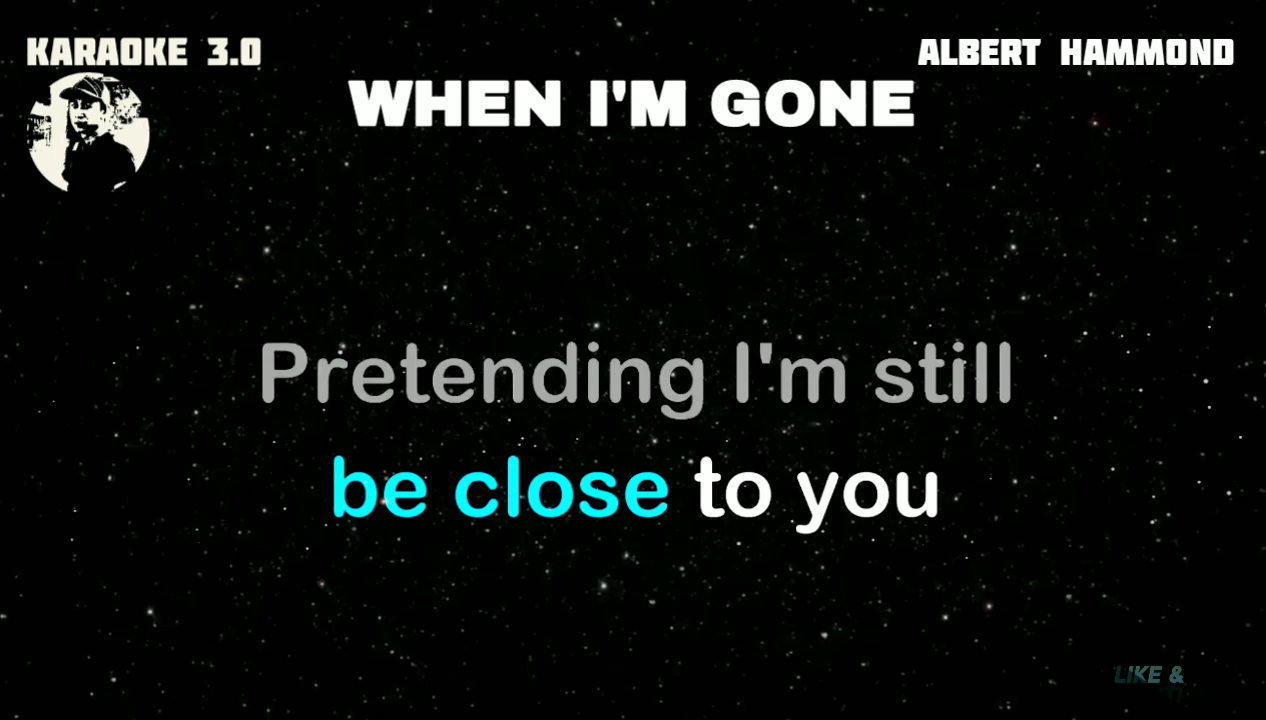 KARAOKE 3.0
ALBERT HAMMOND
WHEN I'M GONE
Pretending I'm still
be close to you
LIKE &